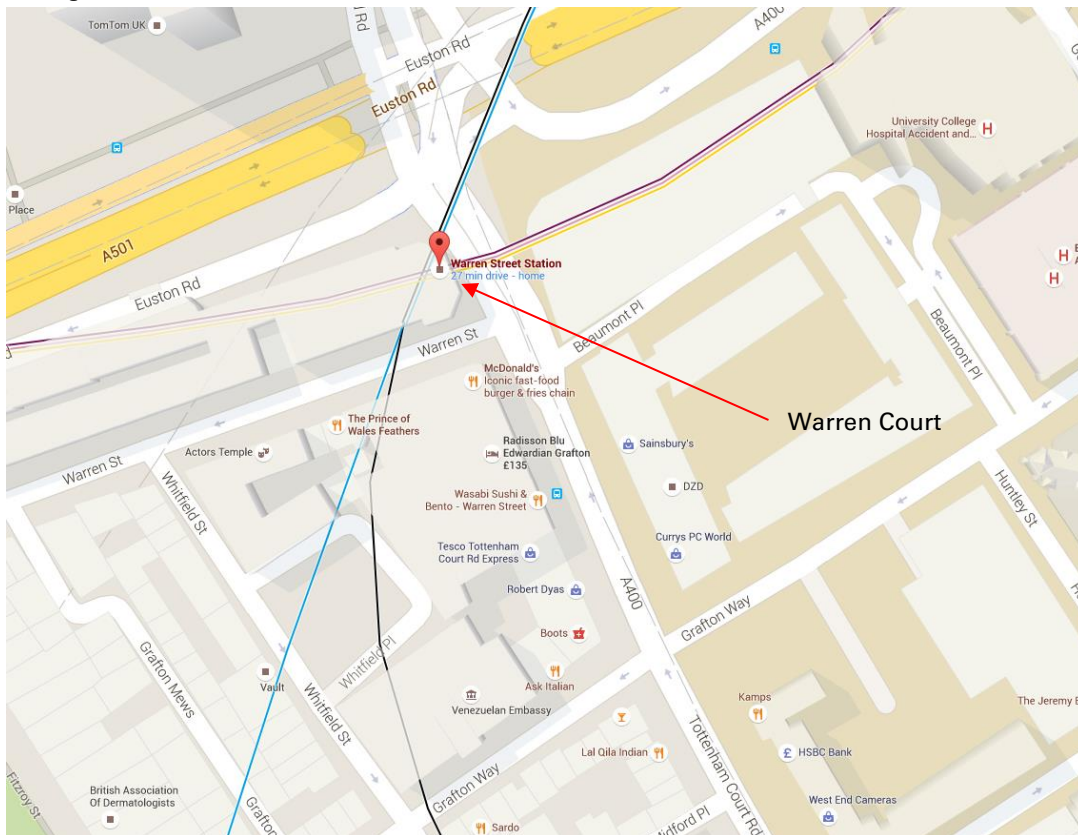 TomTom UK
Rd
Euston Rd
A400
Euston Rd
University College
Hospital Accident and...
Place
A501
Warren Street Station
27 min drive - home
Euston Rd
Beaumont Pl
Beaumont Pl
Warren St
McDonald's
Iconic fast-food
burger & fries chain
Warren Court
The Prince of
Wales Feathers
Radisson Blu
Edwardian Grafton
£135
Sainsbury's
Actors Temple
Warren St
Whitfield St
DZD
Huntley St
Wasabi Sushi &
Bento - Warren Street
Currys PC World
Tesco Tottenham
Court Rd Express
Robert Dyas
A400
Grafton Way
Boots
Whitfield Pl
Grafton Mews
Vault
Ask Italian
Whitfield St
Venezuelan Embassy
Kamps
The Jeremy B
Lal Qila Indian
Tottenham Court Rd
HSBC Bank
British Association
Of Dermatologists
Fitzroy St
Grafton Way
West End Cameras
Grafton
Sardo